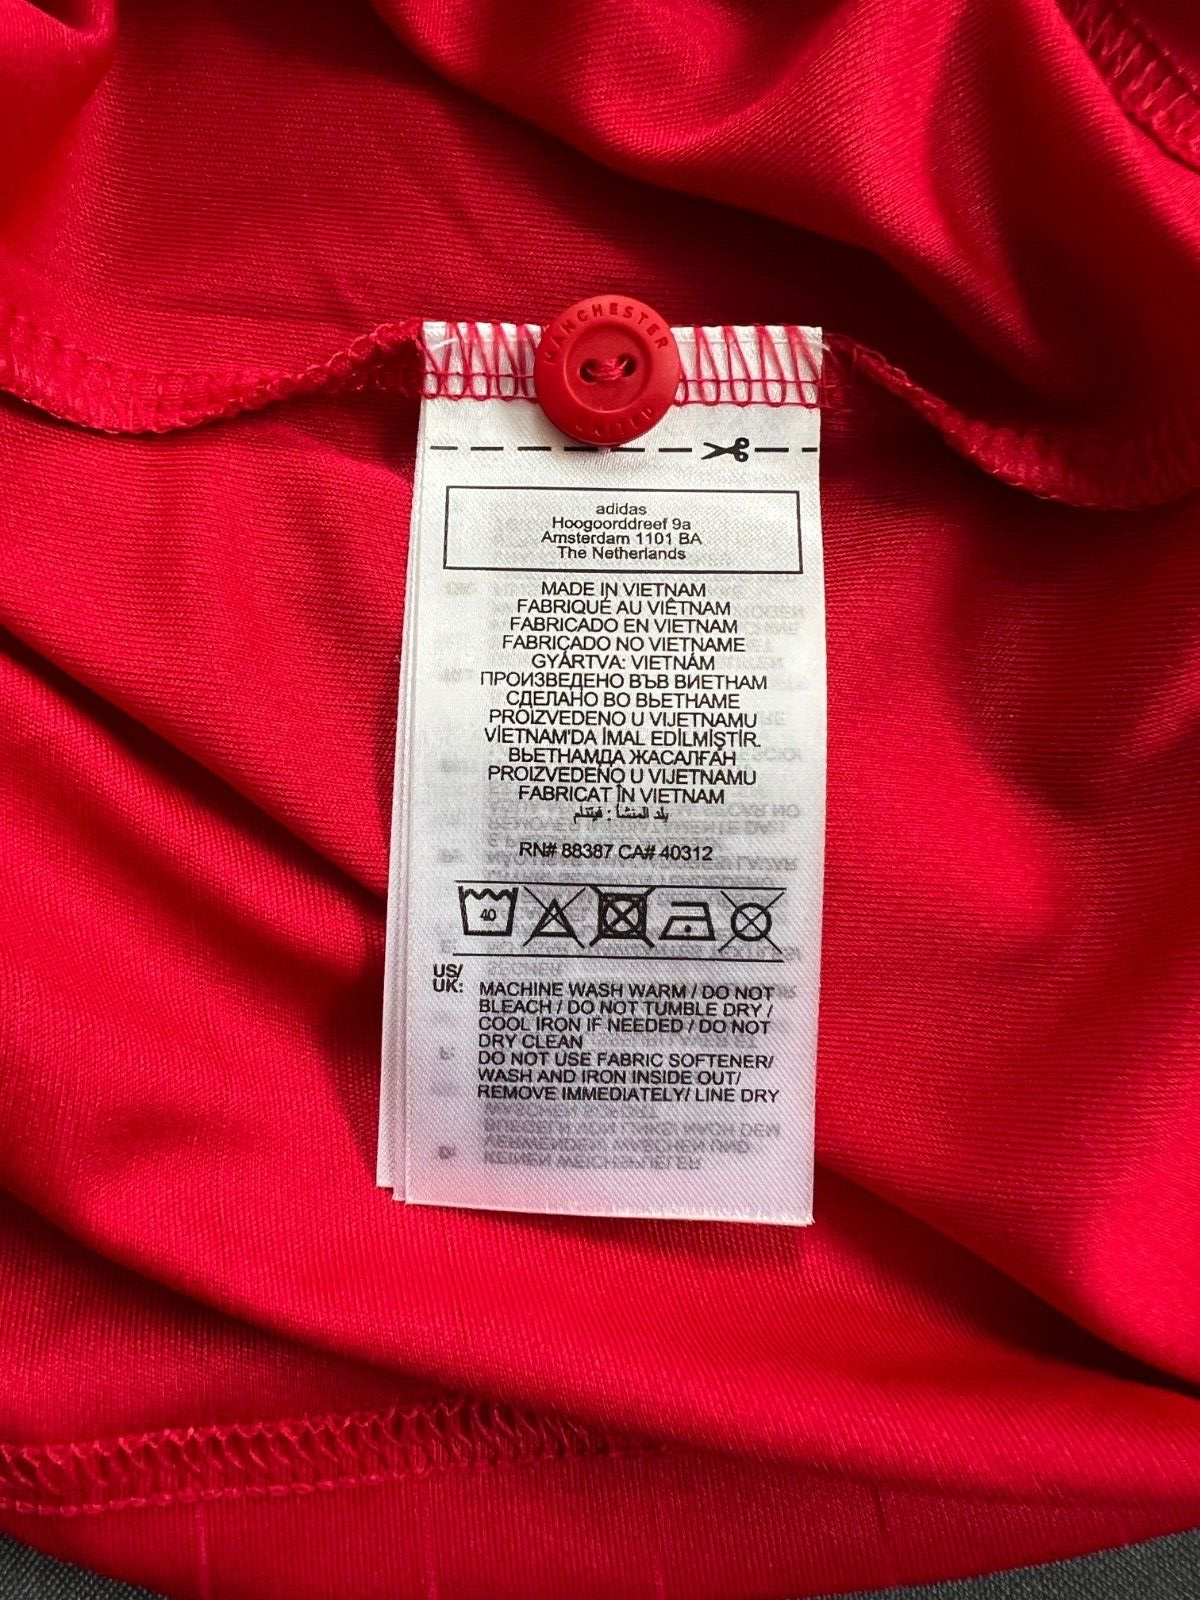 MANCHESTER
UNITED
adidas
Hoogoorddreef 9a
Amsterdam 1101 BA
The Netherlands
MADE IN VIETNAM
FABRIQUÉ AU VIÊTNAM
FABRICADO EN VIETNAM
FABRICADO NO VIETNAME
GYÁRTVA: VIETNÁM
ПРОИЗВЕДЕНО ВЪВ ВИЕТНАМ
СДЕЛАНО ВО ВЬЕТНАМЕ
PROIZVEDENO U VIJETNAMU
VİETNAM'DA İMAL EDİLMİŞTİR.
ВЬЕТНАМДА ЖАСАЛҒАН
PROIZVEDENO U VIJETNAMU
FABRICAT ÎN VIETNAM
بلد المنشأ : فيتنام
RN# 88387 CA# 40312
40
US/
UK: MACHINE WASH WARM / DO NOT
BLEACH / DO NOT TUMBLE DRY /
COOL IRON IF NEEDED / DO NOT
DRY CLEAN
DO NOT USE FABRIC SOFTENER/
WASH AND IRON INSIDE OUT/
REMOVE IMMEDIATELY/ LINE DRY